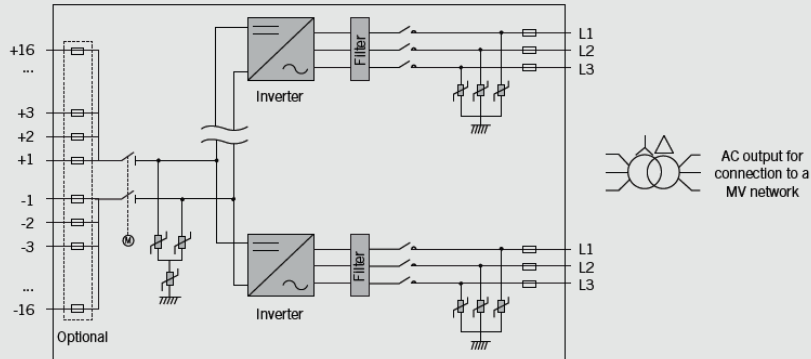 +16
...
+3
+2
+1
-1
-2
-3
...
-16
Optional
M
Inverter
Filter
L1
L2
L3
Inverter
Filter
L1
L2
L3
AC output for
connection to a
MV network